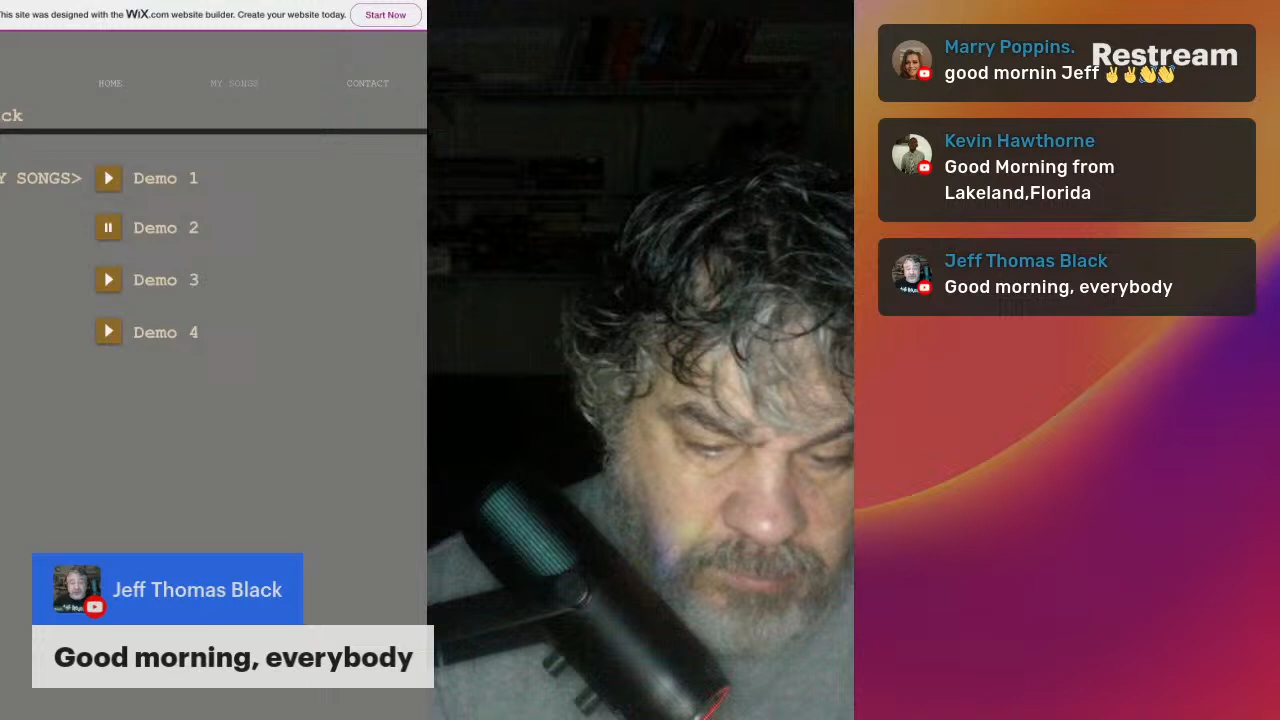 his site was designed with the WiX.com website builder. Create your website today. Start Now
HOME MY SONGS CONTACT
ck
Y SONGS>
Demo 1
Demo 2
Demo 3
Demo 4
Jeff Thomas Black
Good morning, everybody
Restream
Marry Poppins.
good mornin Jeff ✌✌👏👏
Kevin Hawthorne
Good Morning from
Lakeland,Florida
Jeff Thomas Black
Good morning, everybody